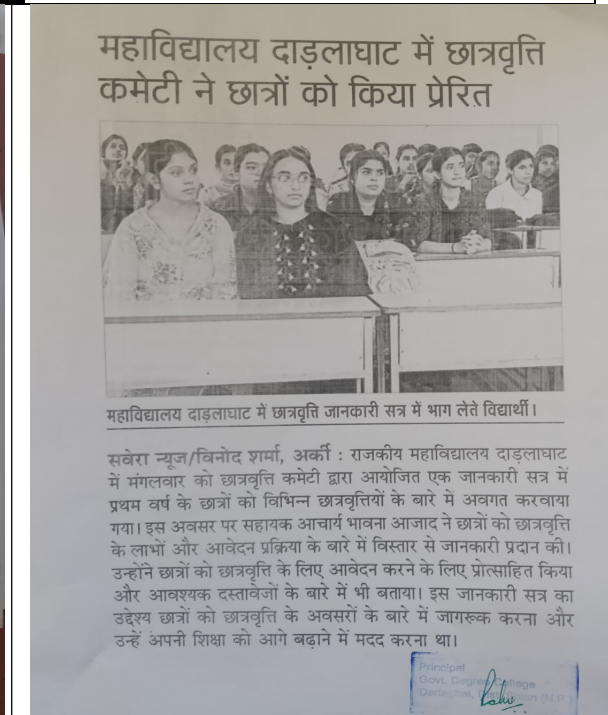 महाविद्यालय दाड़लाघाट में छात्रवृत्ति
कमेटी ने छात्रों को किया प्रेरित
महाविद्यालय दाड़लाघाट में छात्रवृत्ति जानकारी सत्र में भाग लेते विद्यार्थी।
सवेरा न्यूज/विनोद शर्मा, अर्की : राजकीय महाविद्यालय दाड़लाघाट
में मंगलवार को छात्रवृत्ति कमेटी द्वारा आयोजित एक जानकारी सत्र में
प्रथम वर्ष के छात्रों को विभिन्न छात्रवृत्तियों के बारे में अवगत करवाया
गया। इस अवसर पर सहायक आचार्य भावना आजाद ने छात्रों को छात्रवृत्ति
के लाभों और आवेदन प्रक्रिया के बारे में विस्तार से जानकारी प्रदान की।
उन्होंने छात्रों को छात्रवृत्ति के लिए आवेदन करने के लिए प्रोत्साहित किया
और आवश्यक दस्तावेजों के बारे में भी बताया। इस जानकारी सत्र का
उद्देश्य छात्रों को छात्रवृत्ति के अवसरों के बारे में जागरूक करना और
उन्हें अपनी शिक्षा को आगे बढ़ाने में मदद करना था।
Principal
Govt. Degree College
(H.P.)